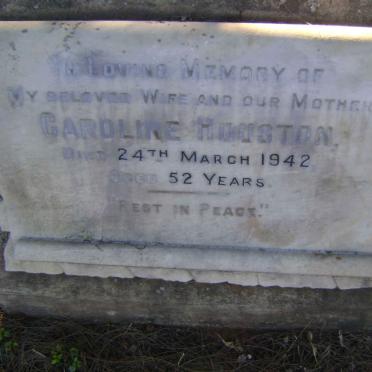 In Loving Memory of
My beloved Wife and our Mother
Caroline Houston,
Died 24th March 1942
Aged 52 Years.
"Rest in Peace."